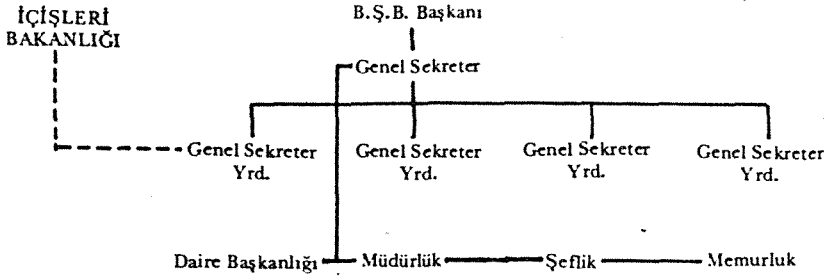 İÇİŞLERİ
BAKANLIĞI
B.Ş.B. Başkanı
Genel Sekreter
Genel Sekreter
Yrd.
Genel Sekreter
Yrd.
Genel Sekreter
Yrd.
Genel Sekreter
Yrd.
Daire Başkanlığı Müdürlük Şeflik Memurluk